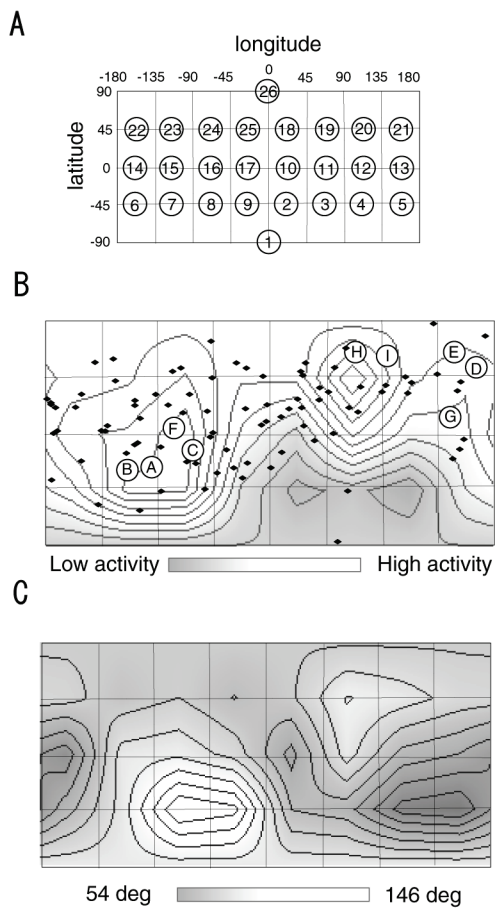 A
longitude
-180 -135 -90 -45 0 45 90 135 180
latitude
90
45
0
-45
-90
26
22 23 24 25 18 19 20 21
14 15 16 17 10 11 12 13
6 7 8 9 2 3 4 5
1
B
H I E D
F G
B A C
Low activity High activity
C
54 deg 146 deg